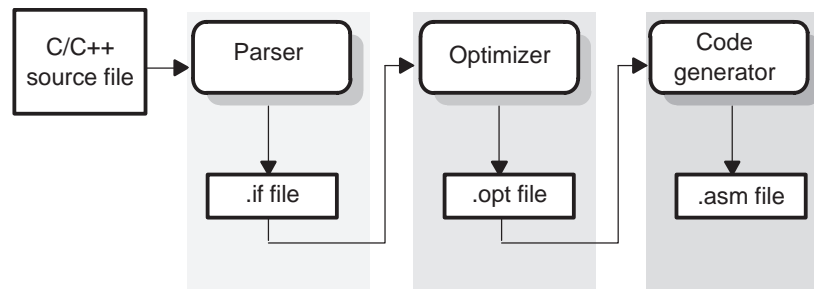 C/C++
source file
Parser
Optimizer
Code
generator
.if file
.opt file
.asm file